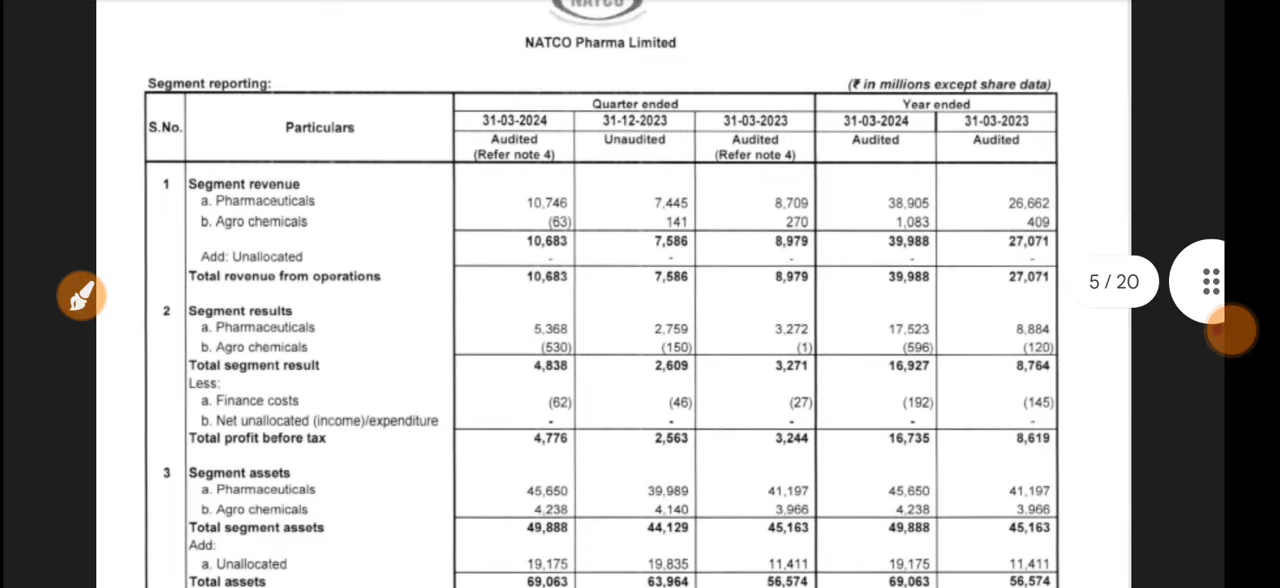 NATCO
NATCO Pharma Limited
Segment reporting: (₹ in millions except share data)
S.No. Particulars Quarter ended Year ended
31-03-2024 31-12-2023 31-03-2023 31-03-2024 31-03-2023
Audited Unaudited Audited Audited Audited
(Refer note 4) (Refer note 4)
1 Segment revenue
a. Pharmaceuticals 10,746 7,445 8,709 38,905 26,662
b. Agro chemicals (63) 141 270 1,083 409
10,683 7,586 8,979 39,988 27,071
Add: Unallocated - - - - -
Total revenue from operations 10,683 7,586 8,979 39,988 27,071
2 Segment results
a. Pharmaceuticals 5,368 2,759 3,272 17,523 8,884
b. Agro chemicals (530) (150) (1) (596) (120)
Total segment result 4,838 2,609 3,271 16,927 8,764
Less:
a. Finance costs (62) (46) (27) (192) (145)
b. Net unallocated (income)/expenditure - - - - -
Total profit before tax 4,776 2,563 3,244 16,735 8,619
3 Segment assets
a. Pharmaceuticals 45,650 39,989 41,197 45,650 41,197
b. Agro chemicals 4,238 4,140 3,966 4,238 3,966
Total segment assets 49,888 44,129 45,163 49,888 45,163
Add:
a. Unallocated 19,175 19,835 11,411 19,175 11,411
Total assets 69,063 63,964 56,574 69,063 56,574
5 / 20